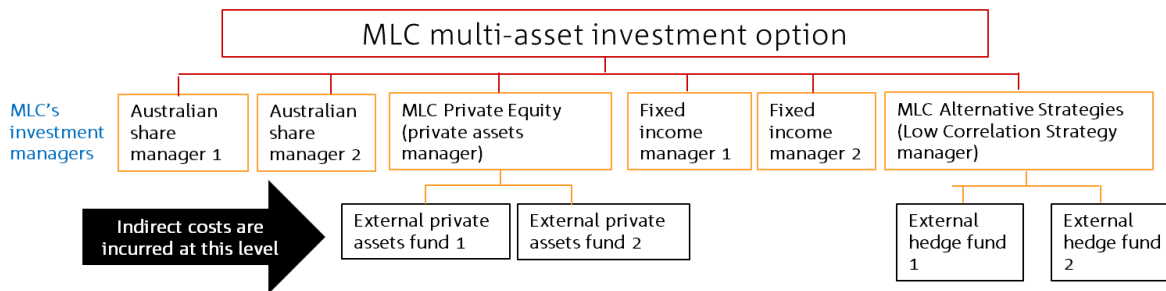 MLC multi-asset investment option
MLC's
investment
managers
Australian
share
manager 1
Australian
share
manager 2
MLC Private Equity
(private assets
manager)
Fixed
income
manager 1
Fixed
income
manager 2
MLC Alternative Strategies
(Low Correlation Strategy
manager)
Indirect costs are
incurred at this level
External private
assets fund 1
External private
assets fund 2
External
hedge fund
1
External
hedge fund
2